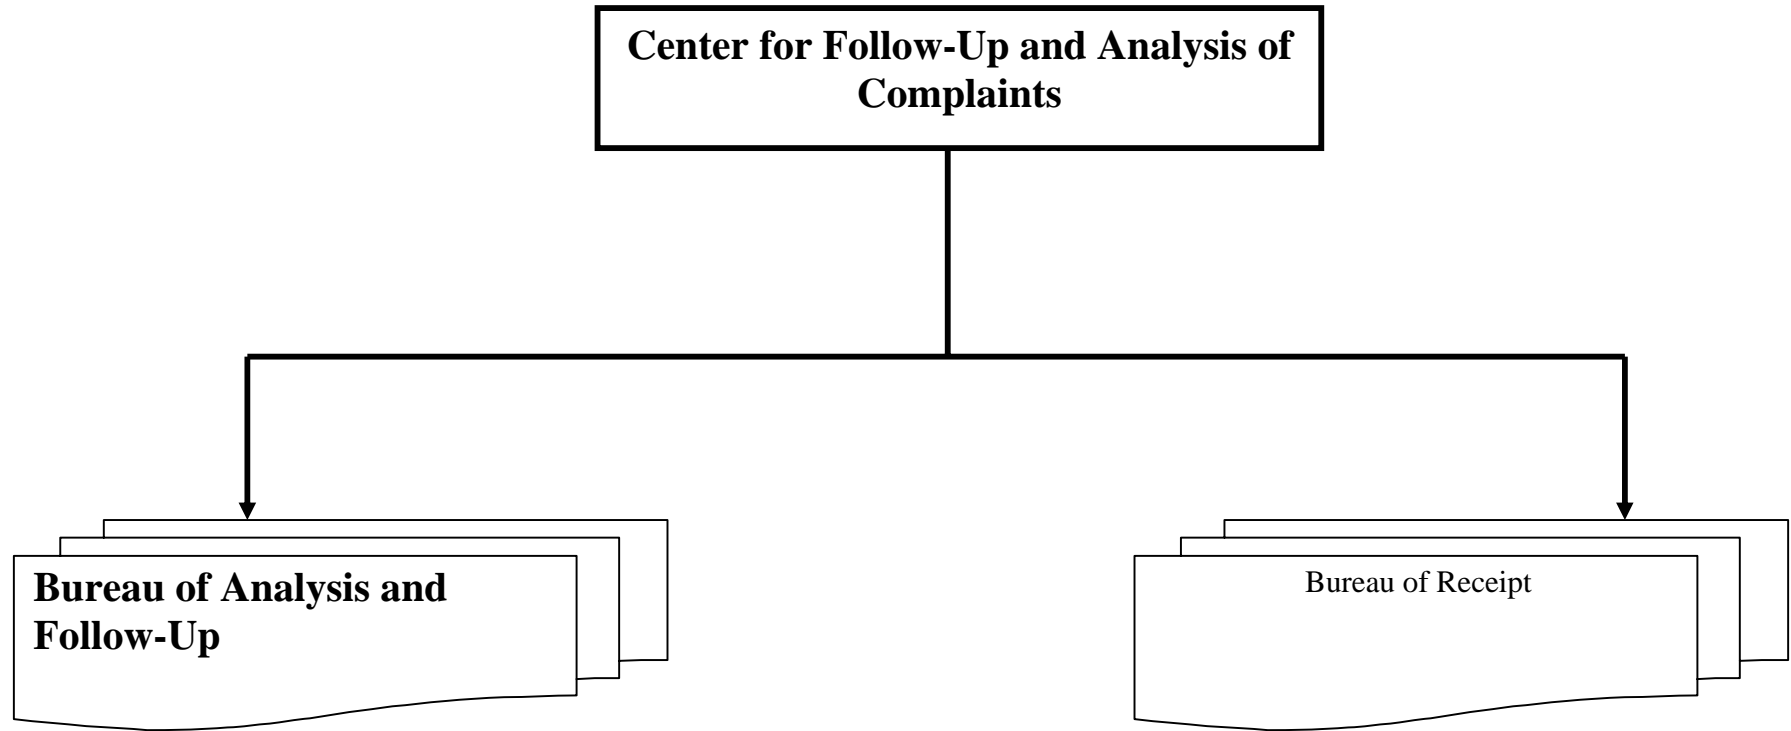 Center for Follow-Up and Analysis of
Complaints
Bureau of Analysis and
Follow-Up
Bureau of Receipt